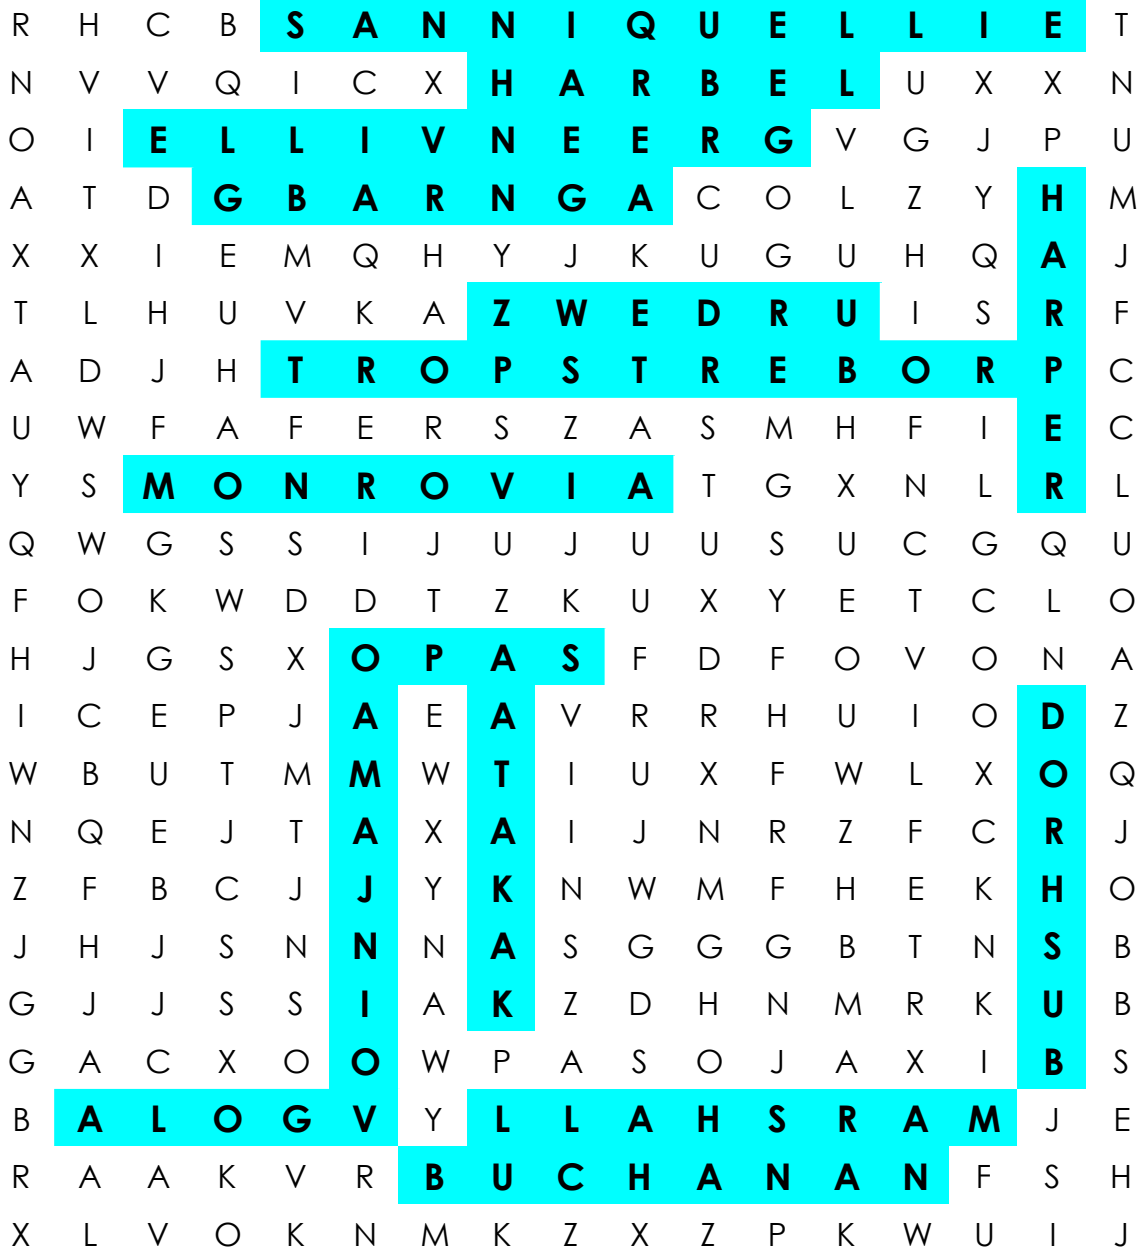 R H C B S A N N I Q U E L L I E T
N V V Q I C X H A R B E L U X X N
O I E L L I V N E E R G V G J P U
A T D G B A R N G A C O L Z Y H M
X X I E M Q H Y J K U G U H Q A J
T L H U V K A Z W E D R U I S R F
A D J H T R O P S T R E B O R P C
U W F A F E R S Z A S M H F I E C
Y S M O N R O V I A T G X N L R L
Q W G S S I J U J U U S U C G Q U
F O K W D D T Z K U X Y E T C L O
H J G S X O P A S F D F O V O N A
I C E P J A E A V R R H U I O D Z
W B U T M M W T I U X F W L X O Q
N Q E J T A X A I J N R Z F C R J
Z F B C J J Y K N W M F H E K H O
J H J S N N N A S G G G B T N S B
G J J S S I A K Z D H N M R K U B
G A C X O O W P A S O J A X I B S
B A L O G V Y L L A H S R A M J E
R A A K V R B U C H A N A N F S H
X L V O K N M K Z X Z P K W U I J